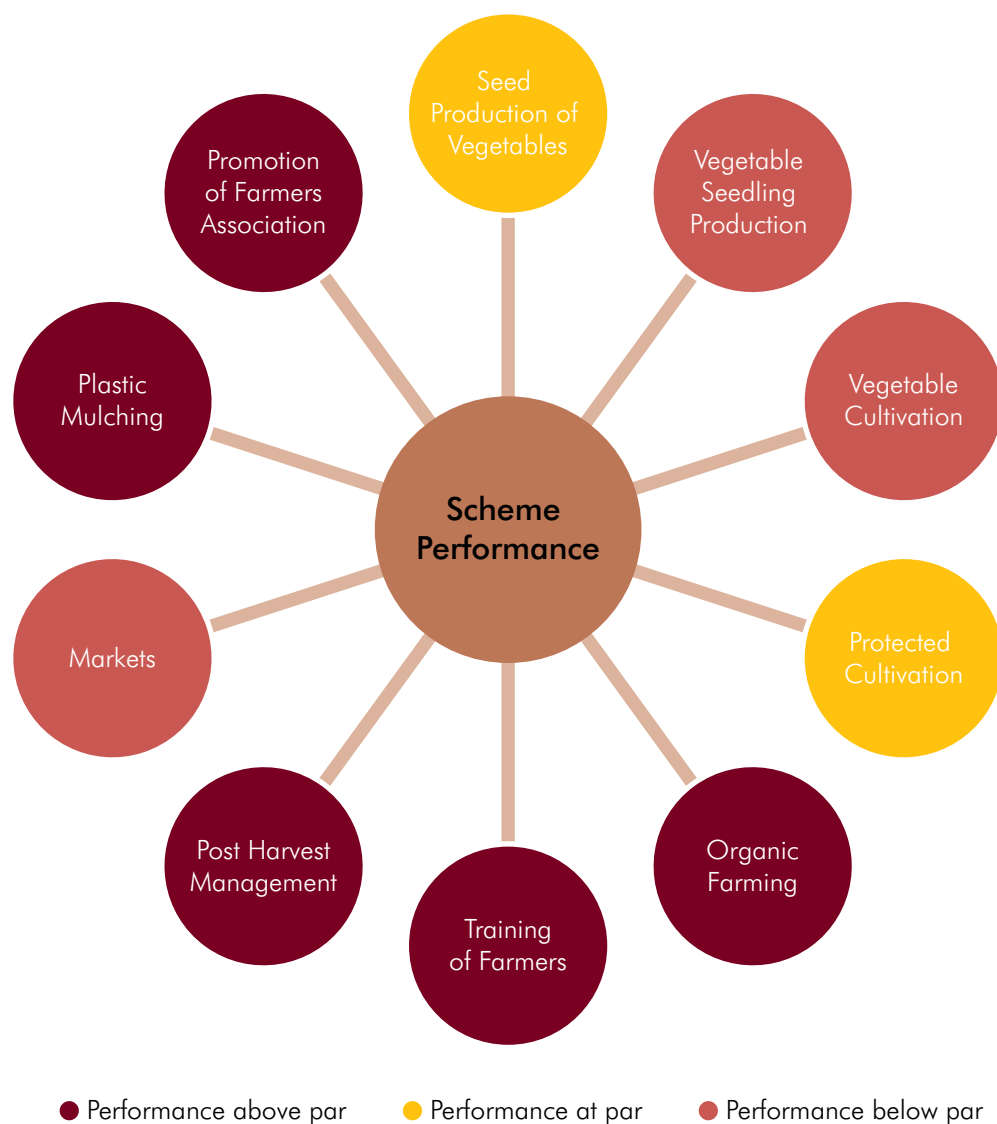 Seed
Production of
Vegetables
Vegetable
Seedling
Production
Vegetable
Cultivation
Protected
Cultivation
Organic
Farming
Training
of Farmers
Post Harvest
Management
Markets
Plastic
Mulching
Promotion
of Farmers
Association
Scheme
Performance
Performance above par
Performance at par
Performance below par